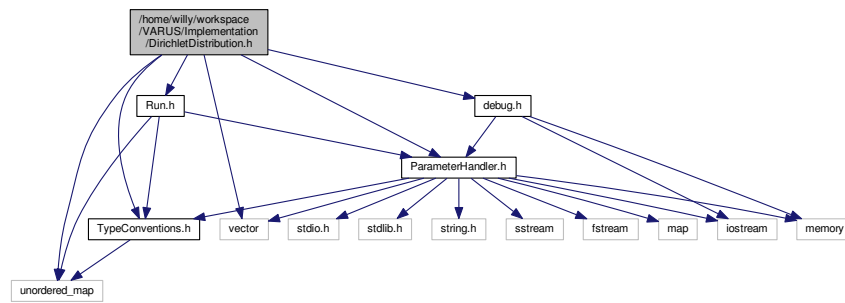 /home/willy/workspace
/VARUS/Implementation
/DirichletDistribution.h
Run.h
debug.h
ParameterHandler.h
TypeConventions.h
vector
stdio.h
stdlib.h
string.h
sstream
fstream
map
iostream
memory
unordered_map